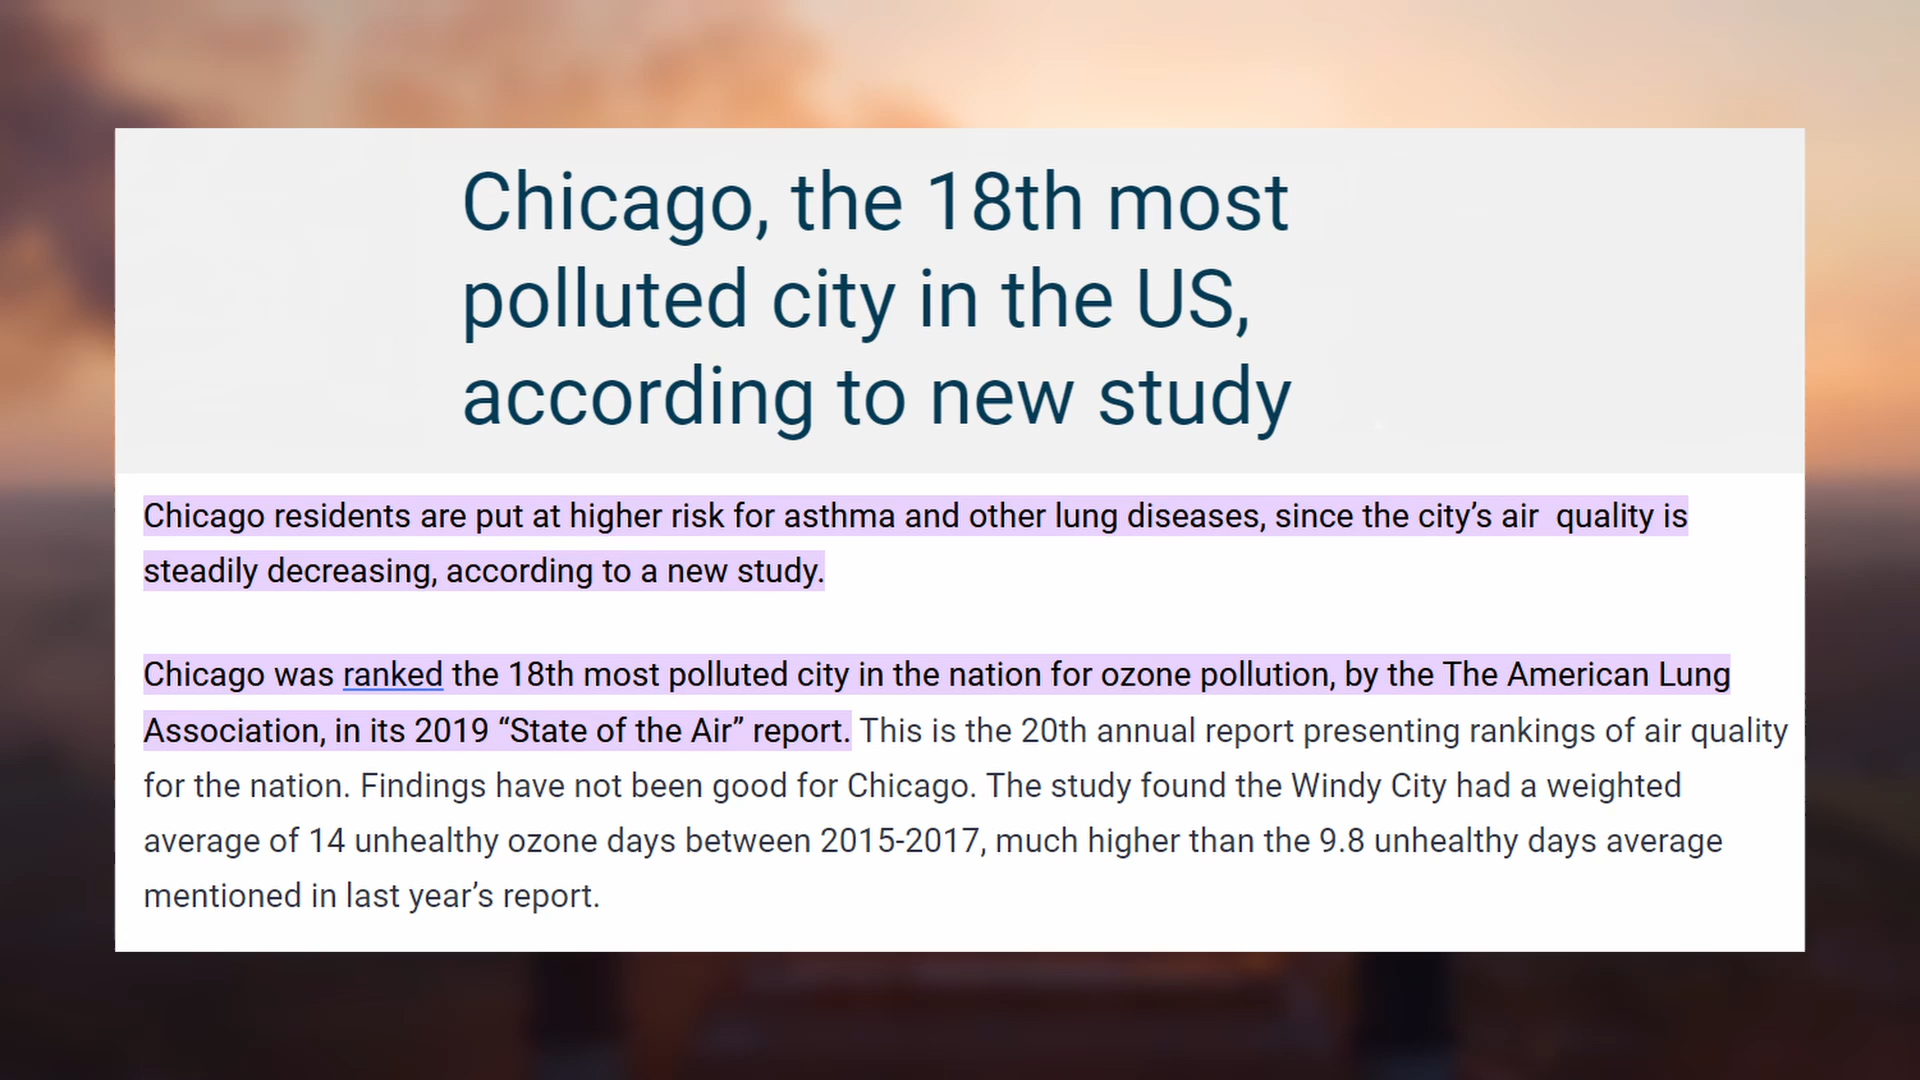 Chicago, the 18th most
polluted city in the US,
according to new study
Chicago residents are put at higher risk for asthma and other lung diseases, since the city’s air  quality is
steadily decreasing, according to a new study.
Chicago was ranked the 18th most polluted city in the nation for ozone pollution, by the The American Lung
Association, in its 2019 “State of the Air” report. This is the 20th annual report presenting rankings of air quality
for the nation. Findings have not been good for Chicago. The study found the Windy City had a weighted
average of 14 unhealthy ozone days between 2015-2017, much higher than the 9.8 unhealthy days average
mentioned in last year’s report.